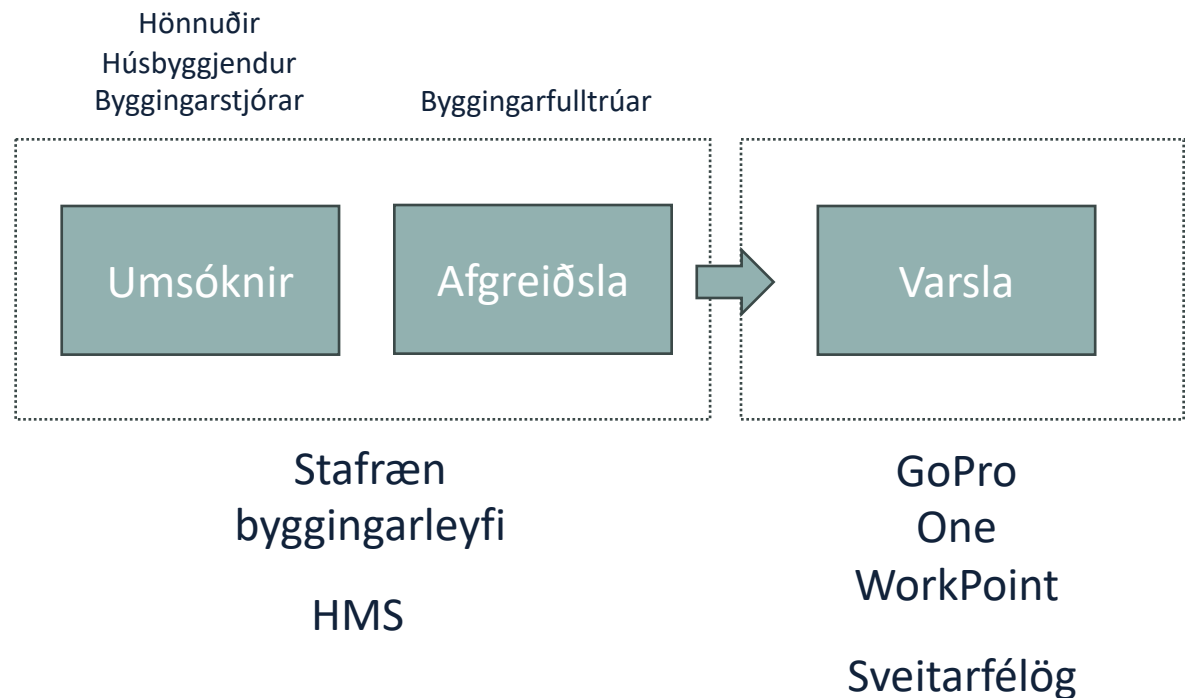 Hönnuðir
Húsbyggjendur
Byggingarstjórar
Byggingarfulltrúar
Umsóknir
Afgreiðsla
Varsla
Stafræn
byggingarleyfi
HMS
GoPro
One
WorkPoint
Sveitarfélög